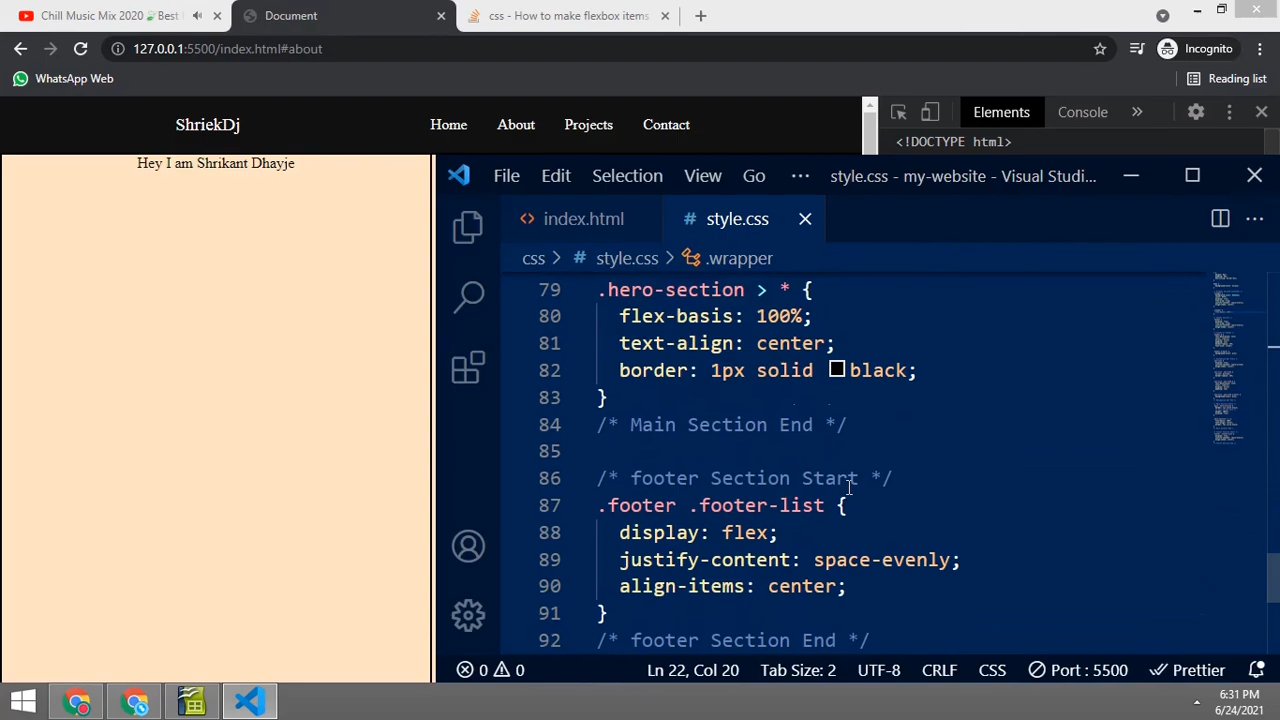 Chill Music Mix 2020 🍃Best
Document
css - How to make flexbox items
127.0.0.1:5500/index.html#about
Incognito
WhatsApp Web
Reading list
ShriekDj
Home
About
Projects
Contact
Elements
Console
<!DOCTYPE html>
Hey I am Shrikant Dhayje
File
Edit
Selection
View
Go
style.css - my-website - Visual Studi...
index.html
# style.css
css > # style.css > .wrapper
79 .hero-section > * {
80 flex-basis: 100%;
81 text-align: center;
82 border: 1px solid black;
83 }
84 /* Main Section End */
85
86 /* footer Section Start */
87 .footer .footer-list {
88 display: flex;
89 justify-content: space-evenly;
90 align-items: center;
91 }
92 /* footer Section End */
0 0
Ln 22, Col 20
Tab Size: 2
UTF-8
CRLF
CSS
Port : 5500
Prettier
6:31 PM
6/24/2021